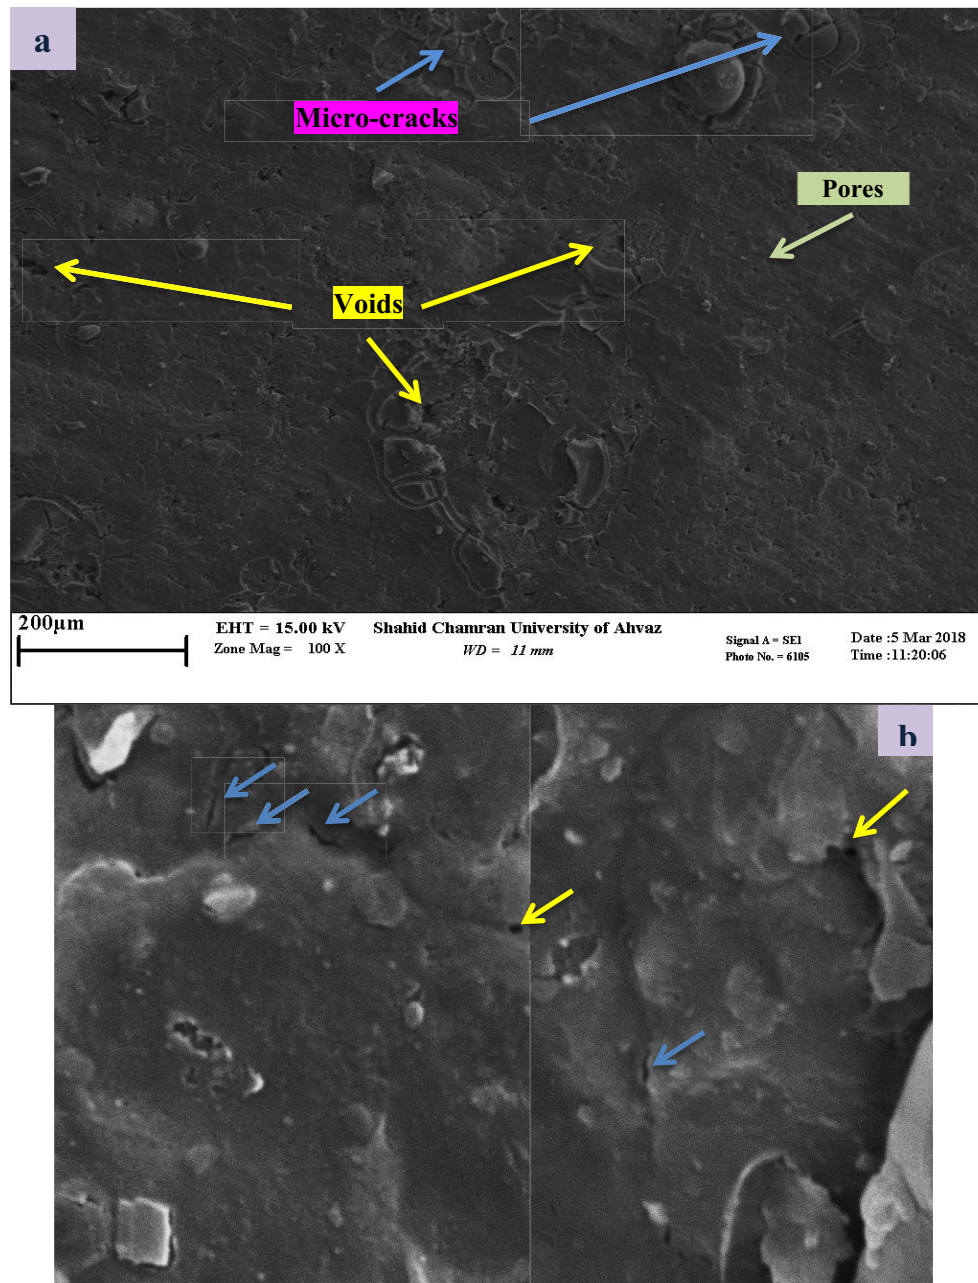 a
Micro-cracks
Pores
Voids
200µm
EHT = 15.00 kV Shahid Chamran University of Ahvaz
Zone Mag = 100 X WD = 11 mm
Signal A = SE1
Photo No. = 6105
Date :5 Mar 2018
Time :11:20:06
b